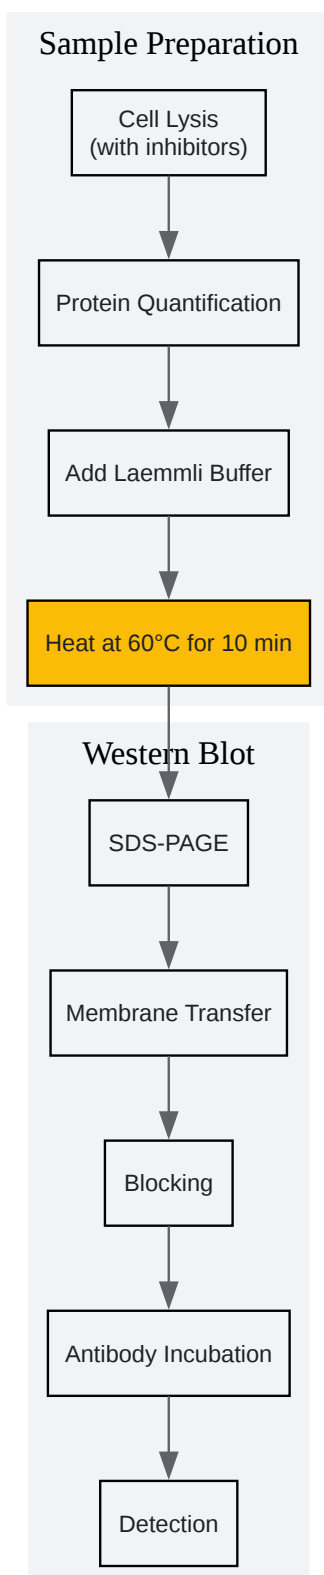 Sample Preparation
Cell Lysis
(with inhibitors)
Protein Quantification
Add Laemmli Buffer
Heat at 60°C for 10 min
Western Blot
SDS-PAGE
Membrane Transfer
Blocking
Antibody Incubation
Detection